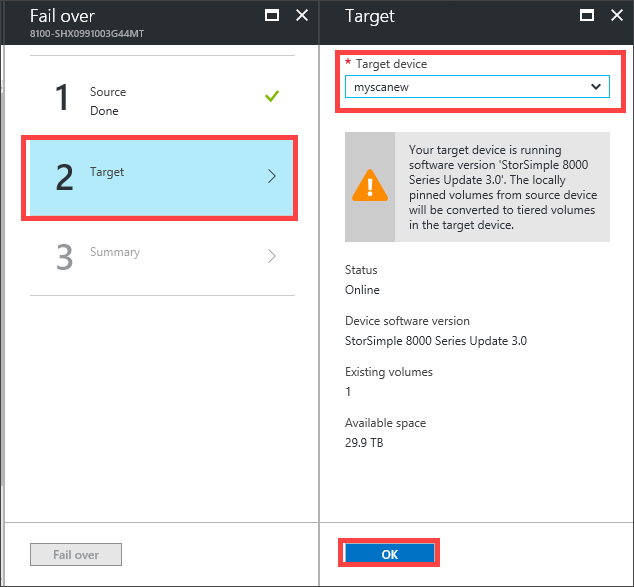 Fail over
8100-SHX0991003G44MT
1
Source
Done
2
Target
3
Summary
Fail over
Target
* Target device
myscanew
Your target device is running
software version 'StorSimple 8000
Series Update 3.0'. The locally
pinned volumes from source device
will be converted to tiered volumes
in the target device.
Status
Online
Device software version
StorSimple 8000 Series Update 3.0
Existing volumes
1
Available space
29.9 TB
OK